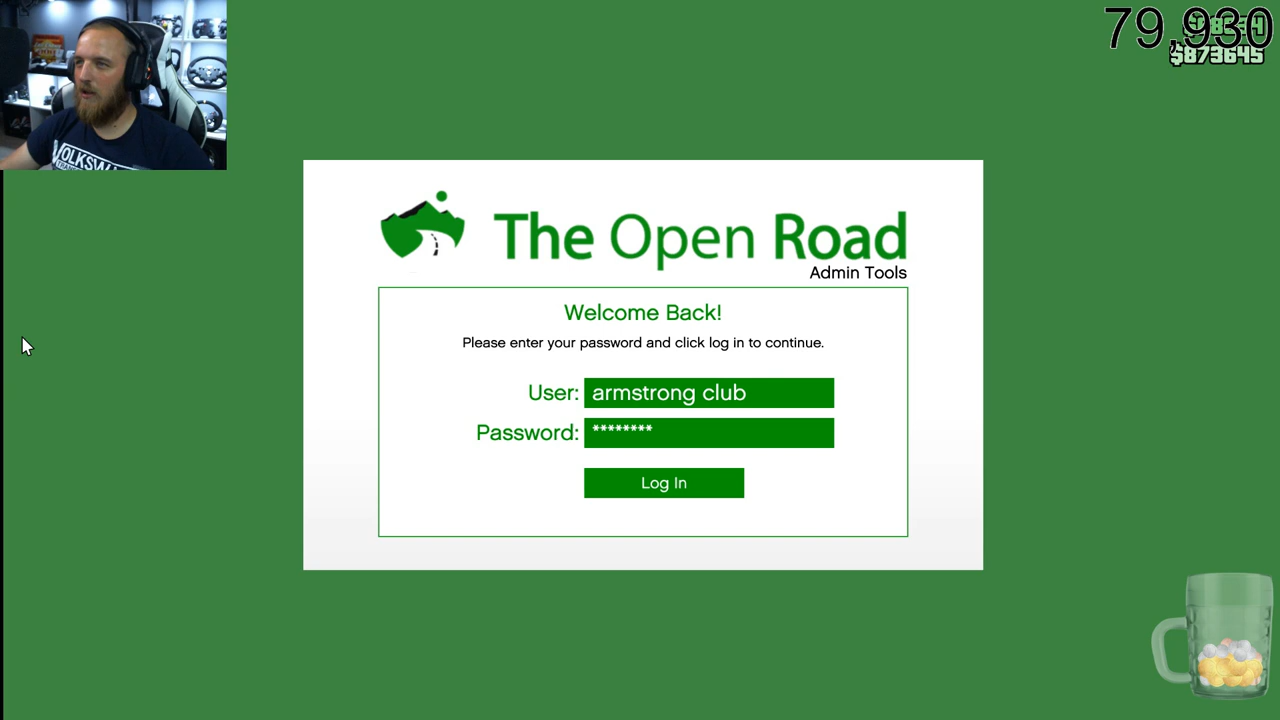 79,930
$873645
VOLKSWA
The Open Road
Admin Tools
Welcome Back!
Please enter your password and click log in to continue.
User: armstrong club
Password: ********
Log In